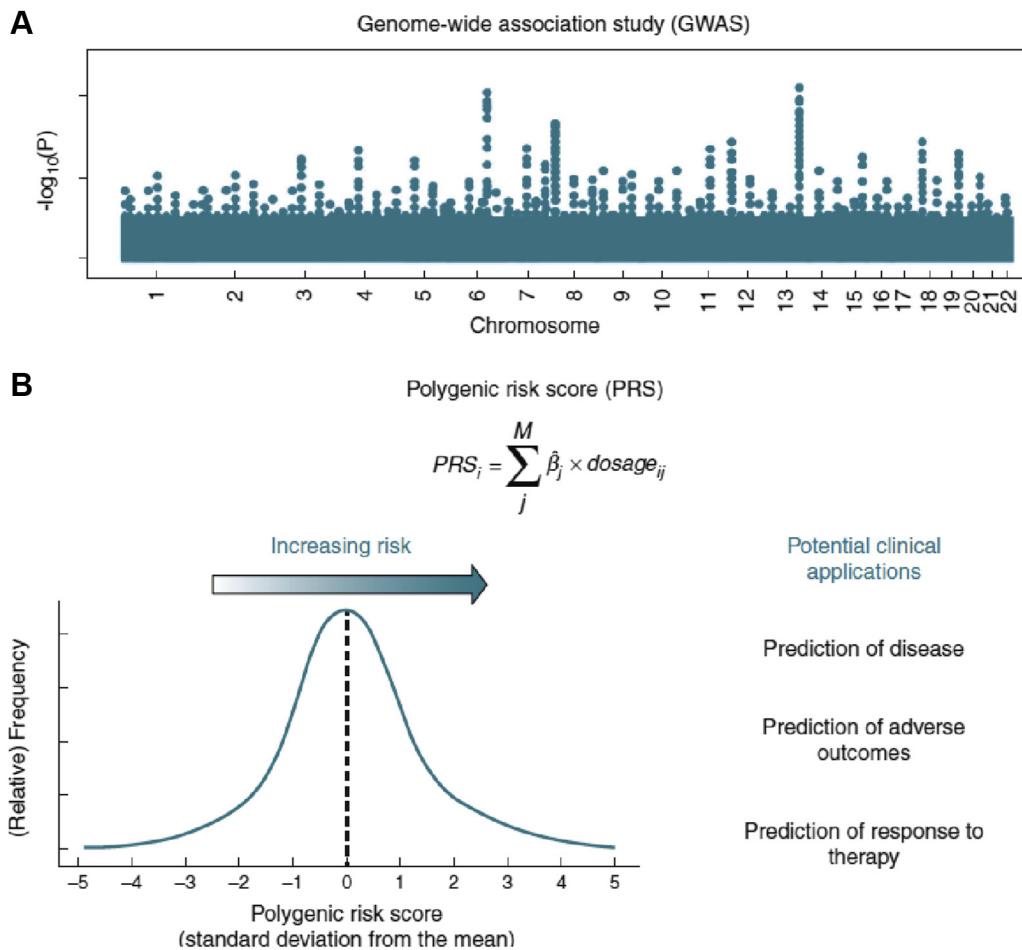 A
Genome-wide association study (GWAS)
-log₁₀(P)
1 2 3 4 5 6 7 8 9 10 11 12 13 14 15 16 17 18 19 20 21 22
Chromosome
B
Polygenic risk score (PRS)
PRSᵢ = ∑ β̂ⱼ × dosageᵢⱼ
M
j
Increasing risk
(Relative) Frequency
–5 –4 –3 –2 –1 0 1 2 3 4 5
Polygenic risk score
(standard deviation from the mean)
Potential clinical
applications
Prediction of disease
Prediction of adverse
outcomes
Prediction of response to
therapy